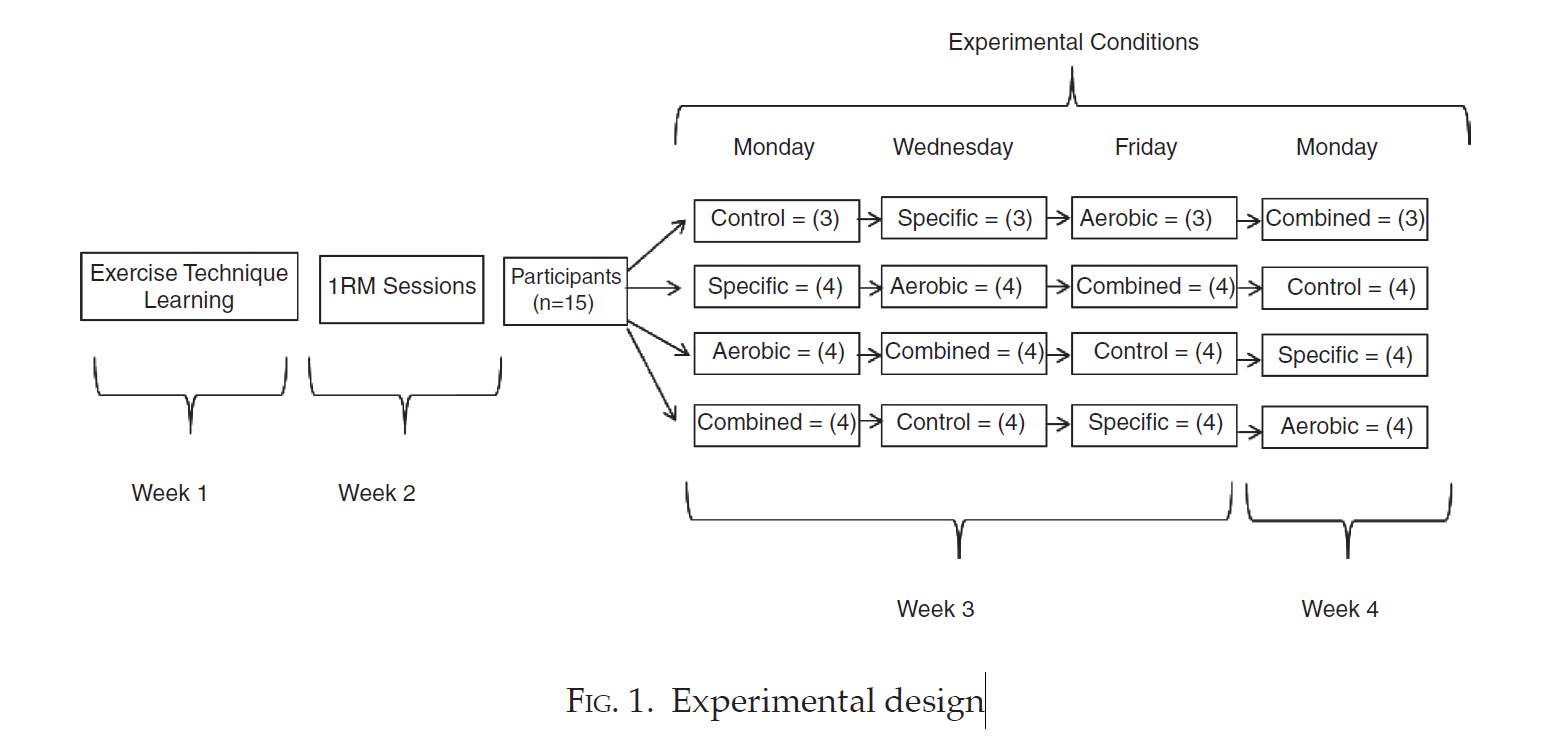 Experimental Conditions
Monday
Wednesday
Friday
Monday
Control = (3)
Specific = (3)
Aerobic = (3)
Combined = (3)
Exercise Technique
Learning
1RM Sessions
Participants
(n=15)
Specific = (4)
Aerobic = (4)
Combined = (4)
Control = (4)
Aerobic = (4)
Combined = (4)
Control = (4)
Specific = (4)
Combined = (4)
Control = (4)
Specific = (4)
Aerobic = (4)
Week 1
Week 2
Week 3
Week 4
FIG. 1. Experimental design